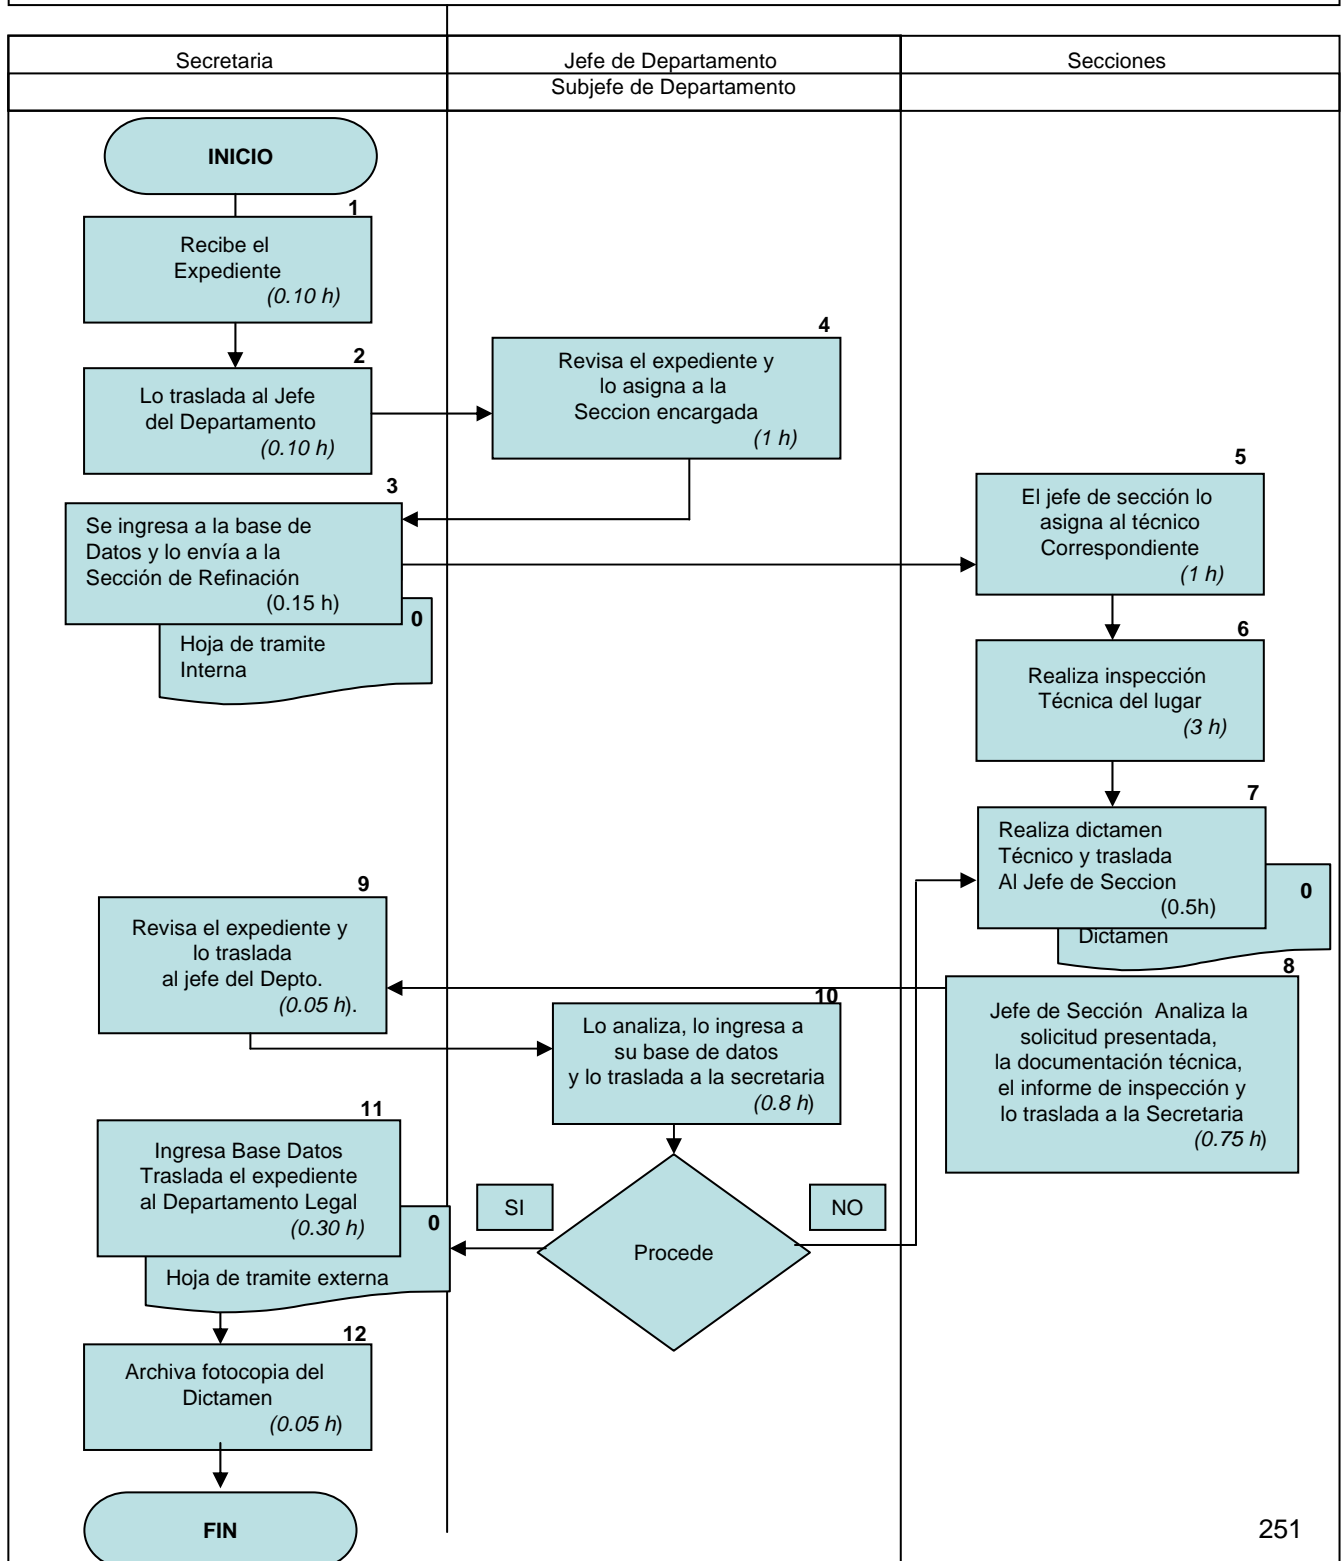 Secretaria
Jefe de Departamento
Secciones
Subjefe de Departamento
INICIO
1
Recibe el
Expediente
(0.10 h)
2
Lo traslada al Jefe
del Departamento
(0.10 h)
4
Revisa el expediente y
lo asigna a la
Seccion encargada
(1 h)
3
Se ingresa a la base de
Datos y lo envía a la
Sección de Refinación
(0.15 h)
0
Hoja de tramite
Interna
5
El jefe de sección lo
asigna al técnico
Correspondiente
(1 h)
6
Realiza inspección
Técnica del lugar
(3 h)
7
Realiza dictamen
Técnico y traslada
Al Jefe de Seccion
(0.5h)
0
Dictamen
8
Jefe de Sección Analiza la
solicitud presentada,
la documentación técnica,
el informe de inspección y
lo traslada a la Secretaria
(0.75 h)
9
Revisa el expediente y
lo traslada
al jefe del Depto.
(0.05 h).
10
Lo analiza, lo ingresa a
su base de datos
y lo traslada a la secretaria
(0.8 h)
SI
NO
Procede
11
Ingresa Base Datos
Traslada el expediente
al Departamento Legal
(0.30 h)
0
Hoja de tramite externa
12
Archiva fotocopia del
Dictamen
(0.05 h)
FIN
251